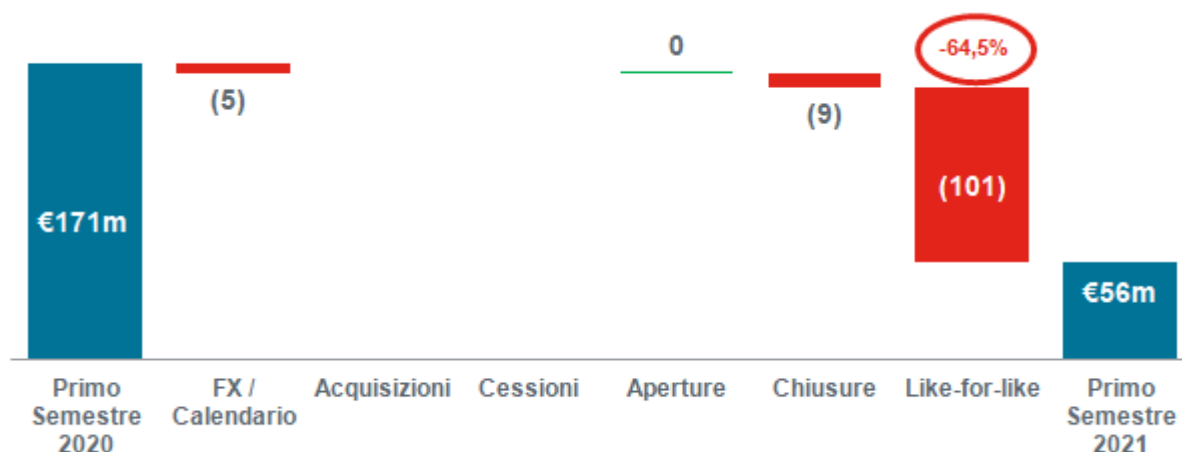 0
-64,5%
(5)
(9)
(101)
€171m
€56m
Primo
Semestre
2020
FX /
Calendario
Acquisizioni
Cessioni
Aperture
Chiusure
Like-for-like
Primo
Semestre
2021